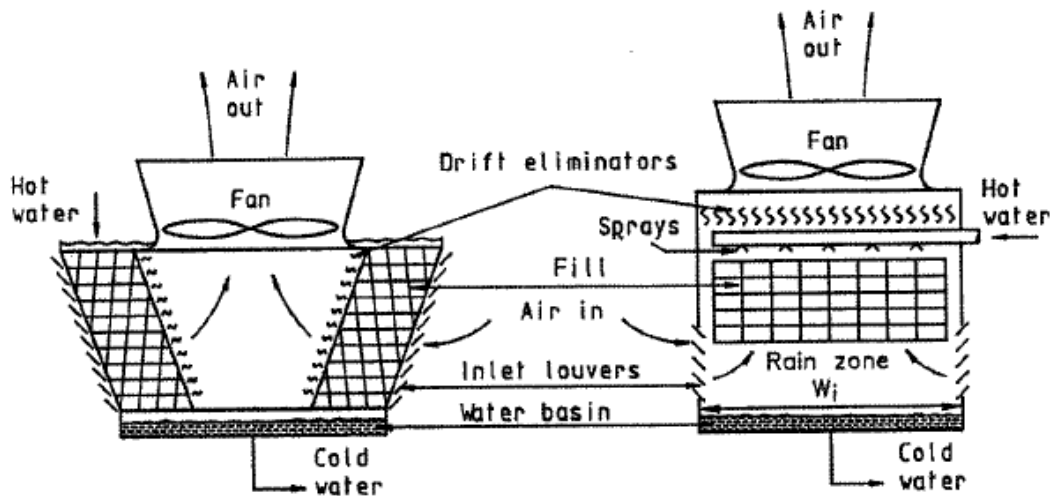 Air
out
Fan
Hot
water
Drift eliminators
Sprays
Fill
Air in
Inlet louvers
Water basin
Cold
water
Air
out
Fan
Hot
water
Rain zone
Wi
Cold
water